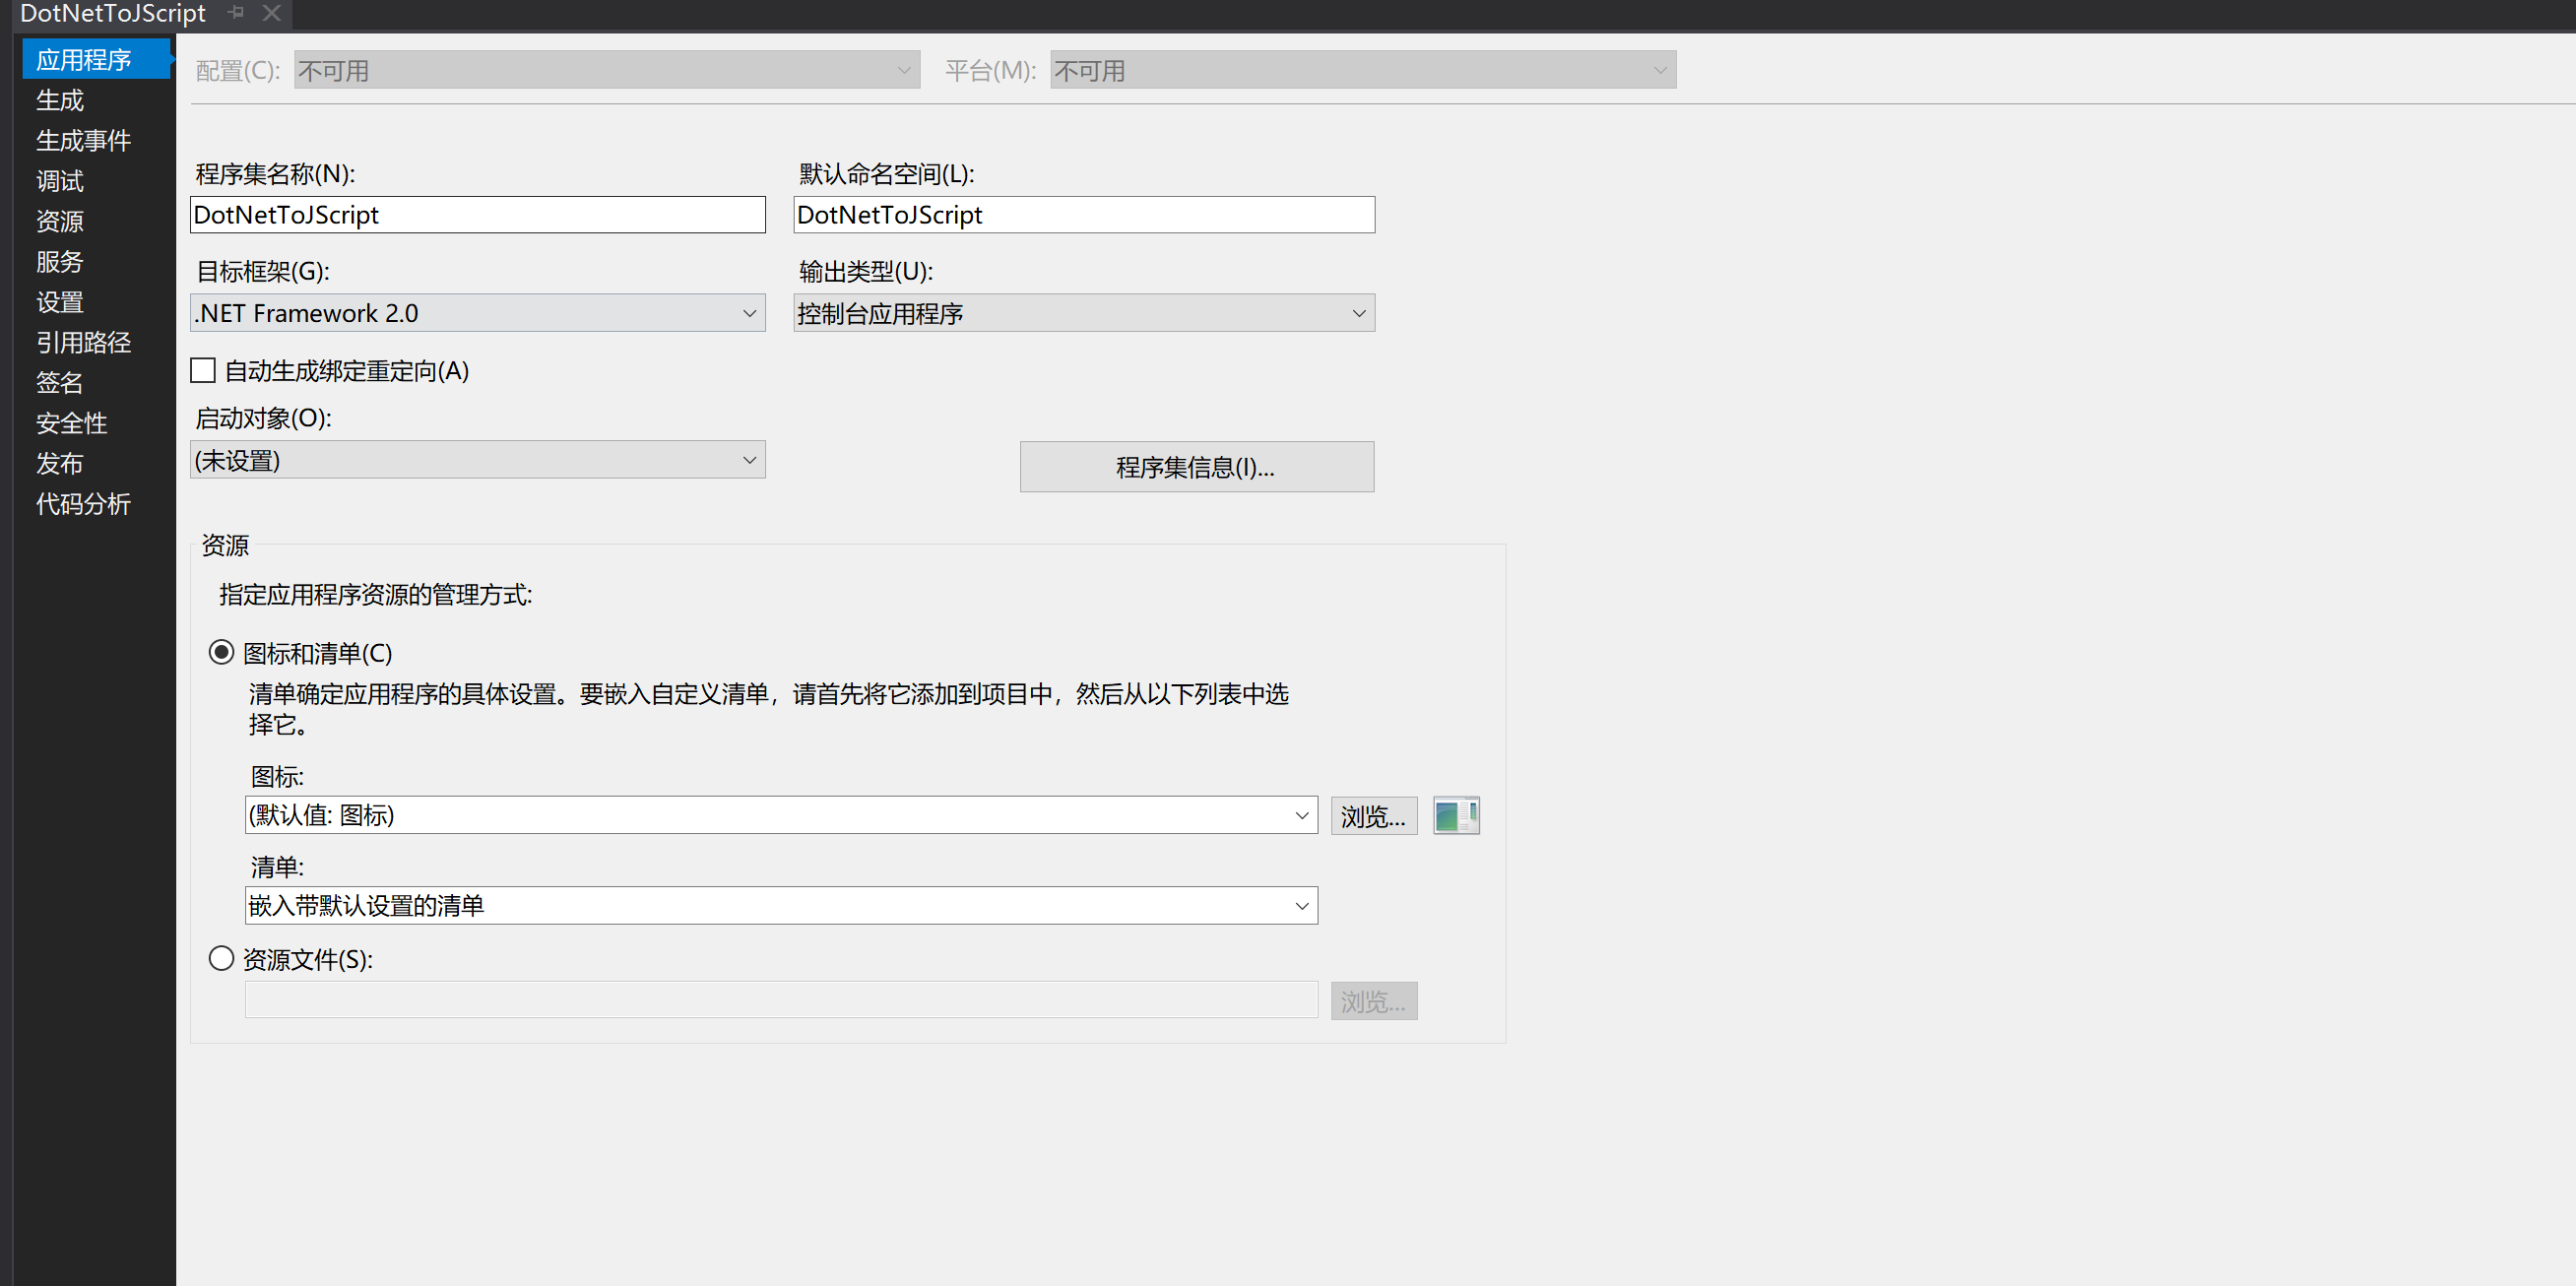 DotNetToJScript
应用程序
生成
生成事件
调试
资源
服务
设置
引用路径
签名
安全性
发布
代码分析
配置(C): 不可用 平台(M): 不可用
程序集名称(N): 默认命名空间(L):
DotNetToJScript DotNetToJScript
目标框架(G): 输出类型(U):
.NET Framework 2.0 控制台应用程序
自动生成绑定重定向(A)
启动对象(O):
(未设置) 程序集信息(I)...
资源
指定应用程序资源的管理方式:
图标和清单(C)
清单确定应用程序的具体设置。要嵌入自定义清单，请首先将它添加到项目中，然后从以下列表中选
择它。
图标:
(默认值: 图标) 浏览...
清单:
嵌入带默认设置的清单
资源文件(S):
浏览...